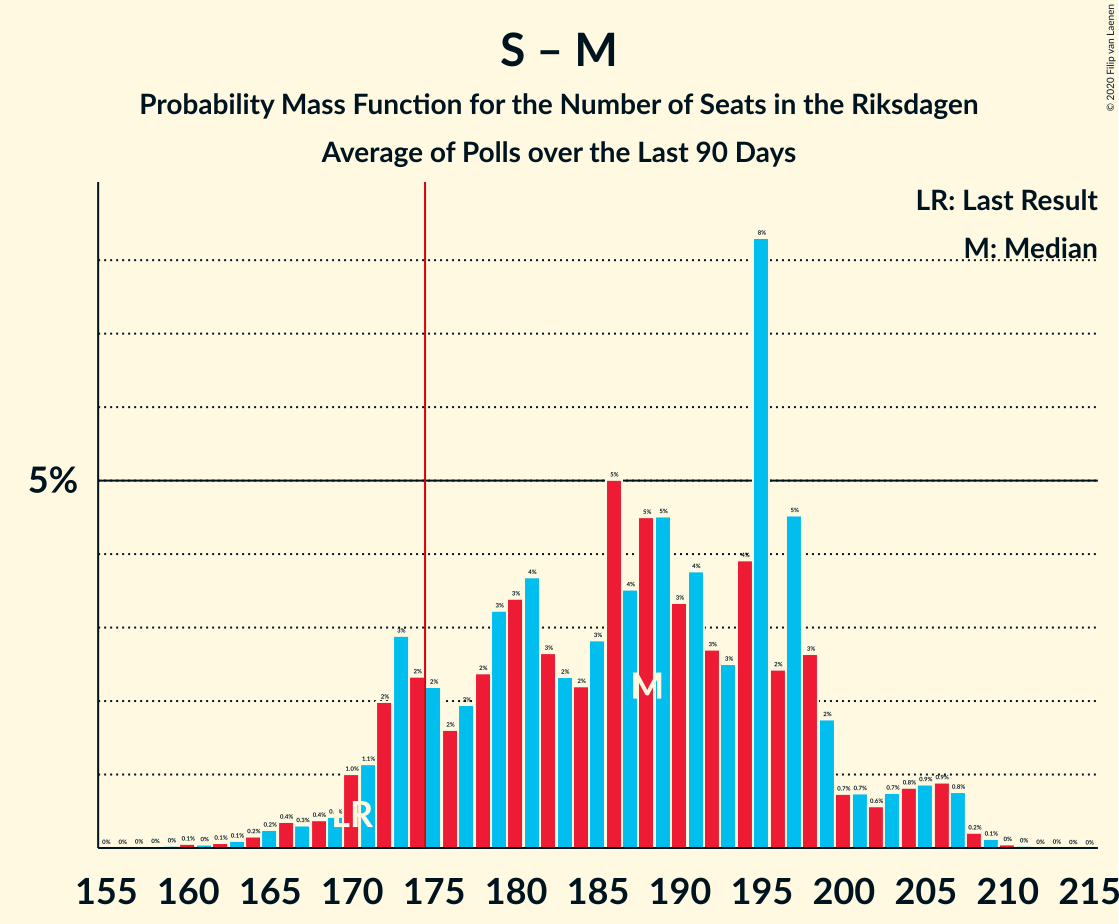 S – M
Probability Mass Function for the Number of Seats in the Riksdagen
Average of Polls over the Last 90 Days
© 2020 Filip van Laenen
LR: Last Result
M: Median
5%
0% 0% 0% 0% 0% 0.1% 0% 0.1% 0.1% 0.2% 0.2% 0.4% 0.3% 0.4% 1.0% 1.1% 2% 3% 2% 2% 2% 2% 2% 3% 3% 4% 3% 2% 2% 3% 5% 4% 5% 5% 3% 4% 3% 3% 4% 8% 2% 5% 3% 2% 0.7% 0.7% 0.6% 0.7% 0.8% 0.9% 0.9% 0.8% 0.2% 0.1% 0% 0% 0% 0% 0% 0%
LR
M
155 160 165 170 175 180 185 190 195 200 205 210 215